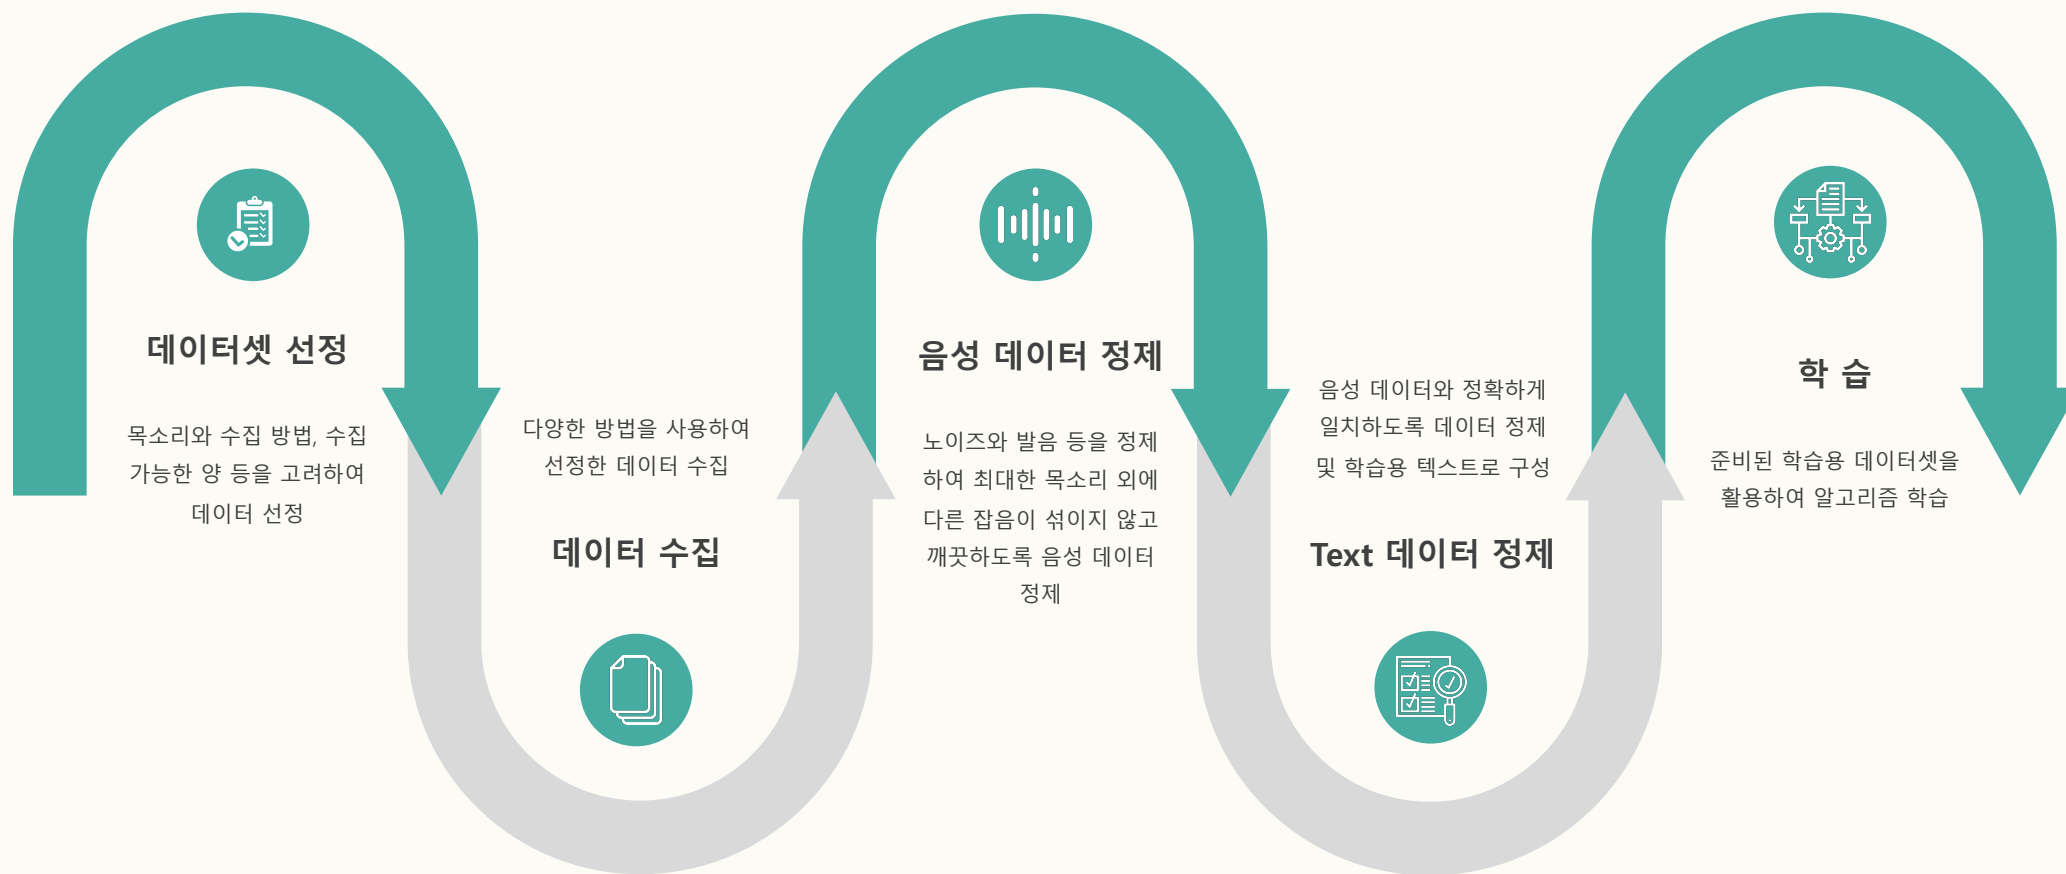 데이터셋 선정
목소리와 수집 방법, 수집
가능한 양 등을 고려하여
데이터 선정
다양한 방법을 사용하여
선정한 데이터 수집
데이터 수집
음성 데이터 정제
노이즈와 발음 등을 정제
하여 최대한 목소리 외에
다른 잡음이 섞이지 않고
깨끗하도록 음성 데이터
정제
음성 데이터와 정확하게
일치하도록 데이터 정제
및 학습용 텍스트로 구성
Text 데이터 정제
학 습
준비된 학습용 데이터셋을
활용하여 알고리즘 학습